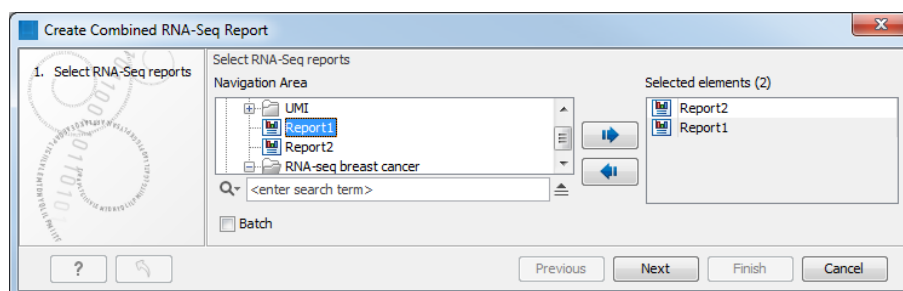 Create Combined RNA-Seq Report
1. Select RNA-Seq reports
Select RNA-Seq reports
Navigation Area
UMI
Report1
Report2
RNA-seq breast cancer
<enter search term>
Batch
Selected elements (2)
Report2
Report1
?
Previous
Next
Finish
Cancel